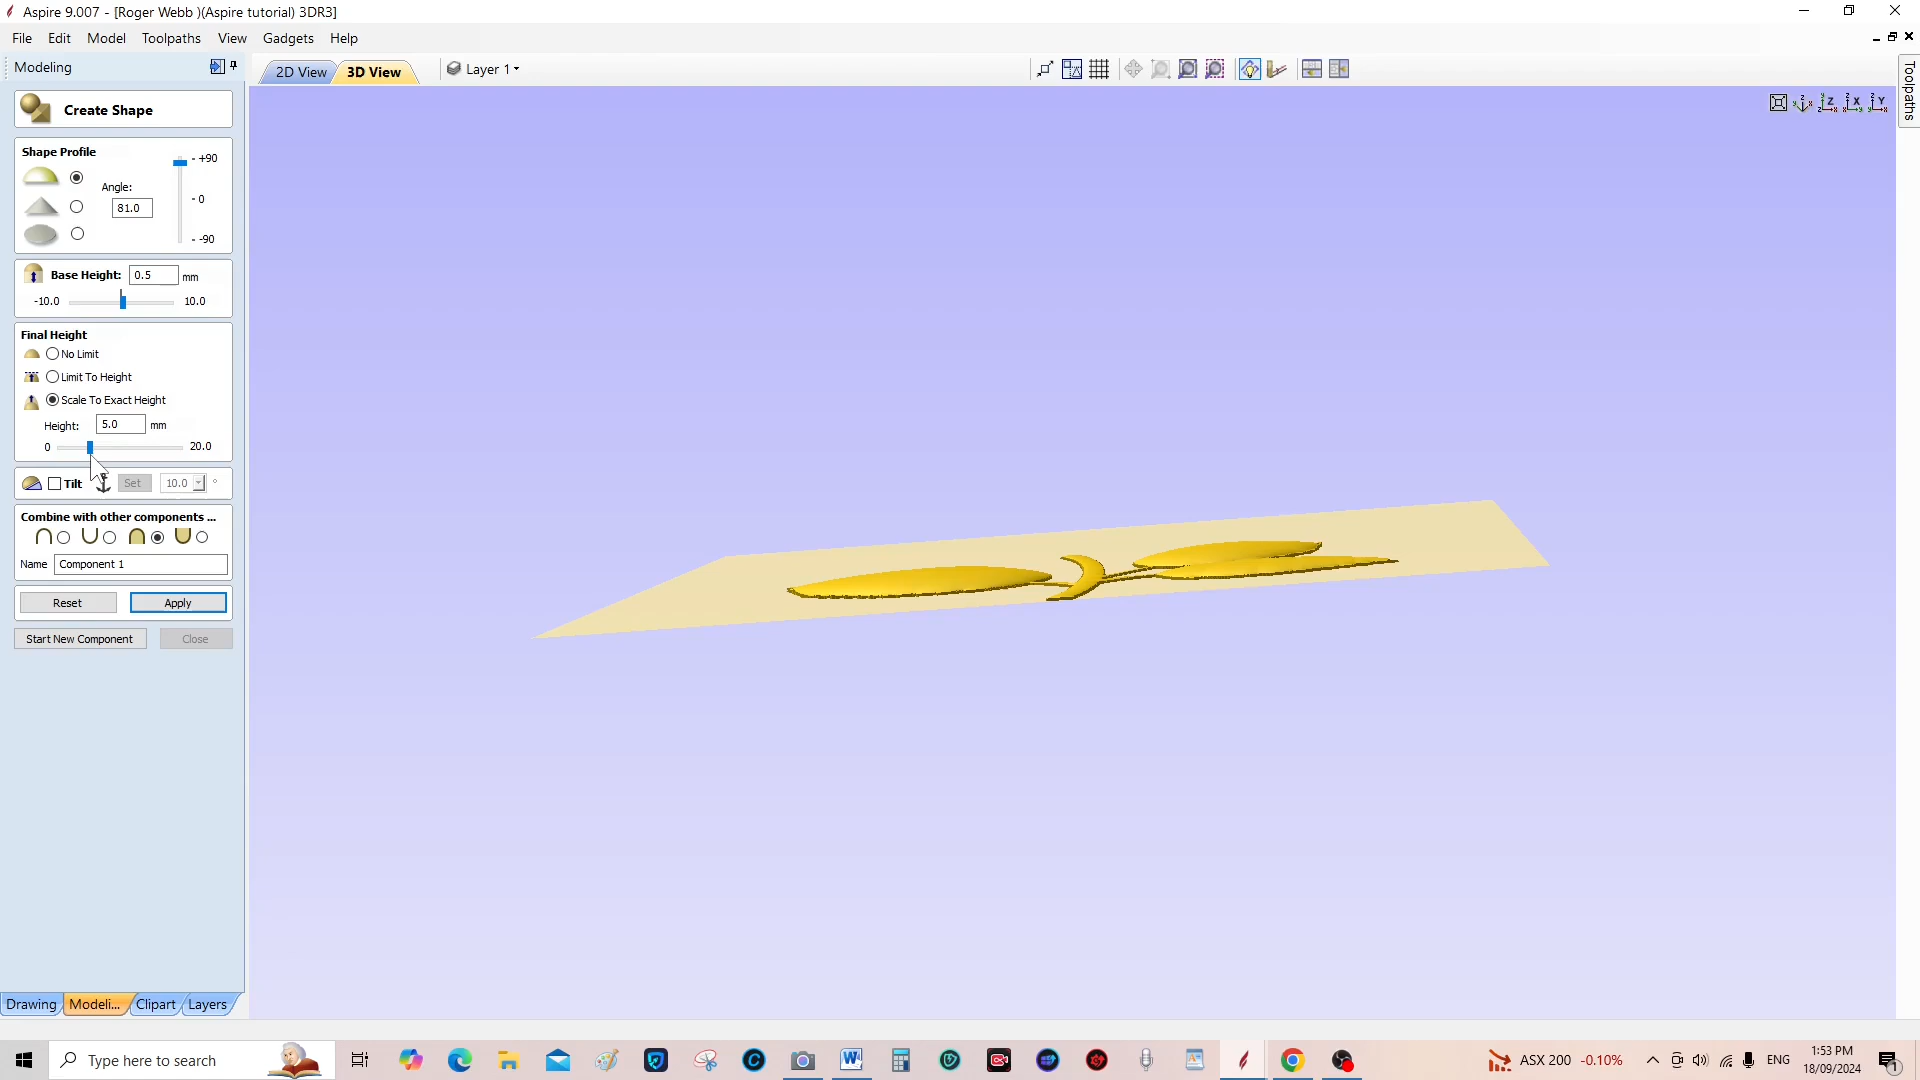 Aspire 9.007 - [Roger Webb )(Aspire tutorial) 3DR3]
File Edit Model Toolpaths View Gadgets Help
Modeling
2D View 3D View Layer 1
Toolpaths
Create Shape
Shape Profile
- +90
Angle:
81.0
- 0
- -90
Base Height: 0.5 mm
-10.0 10.0
Final Height
No Limit
Limit To Height
Scale To Exact Height
Height: 5.0 mm
0 20.0
Tilt Set 10.0 °
Combine with other components ...
Name Component 1
Reset Apply
Start New Component Close
Drawing Modeli... Clipart Layers
Type here to search
ASX 200 -0.10%
ENG
1:53 PM
18/09/2024
1